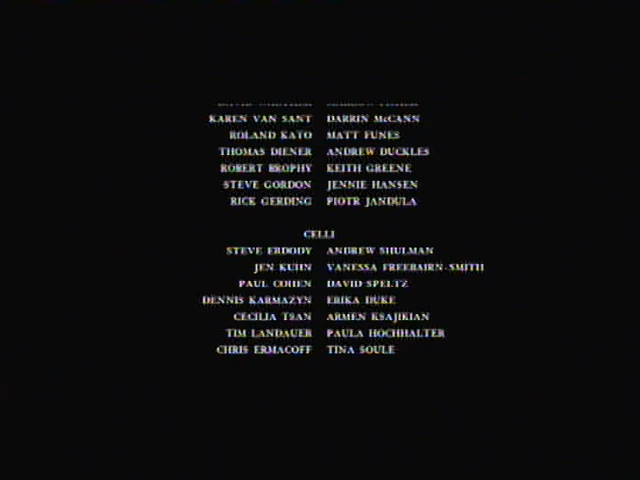 KAREN VAN SANT DARRIN McCANN
ROLAND KATO MATT FUNES
THOMAS DIENER ANDREW DUCKLES
ROBERT BROPHY KEITH GREENE
STEVE GORDON JENNIE HANSEN
RICK GERDING PIOTR JANDULA
CELLI
STEVE ERDODY ANDREW SHULMAN
JEN KUHN VANESSA FREEBAIRN-SMITH
PAUL COHEN DAVID SPELTZ
DENNIS KARMAZYN ERIKA DUKE
CECILIA TSAN ARMEN KSAJIKIAN
TIM LANDAUER PAULA HOCHHALTER
CHRIS ERMACOFF TINA SOULE